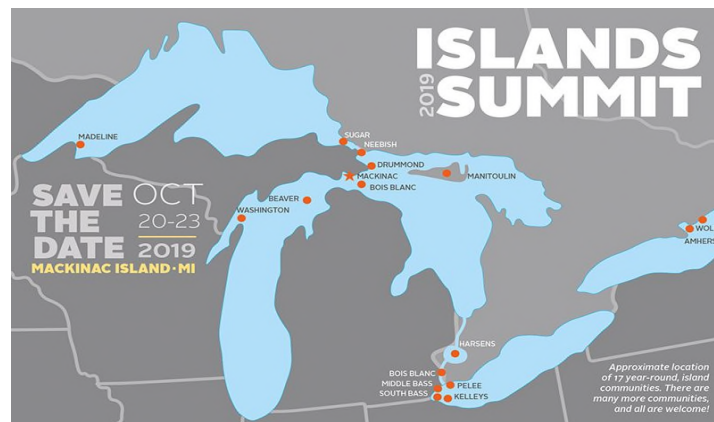 ISLANDS
2019 SUMMIT
MADELINE
SUGAR
NEEBISH
DRUMMOND
MACKINAC
MANITOULIN
BOIS BLANC
BEAVER
WASHINGTON
SAVE THE DATE
OCT
20-23
2019
MACKINAC ISLAND·MI
WOL
AMHERS
HARSENS
BOIS BLANC
MIDDLE BASS
PELEE
SOUTH BASS
KELLEYS
Approximate location
of 17 year-round, island
communities. There are
many more communities,
and all are welcome!